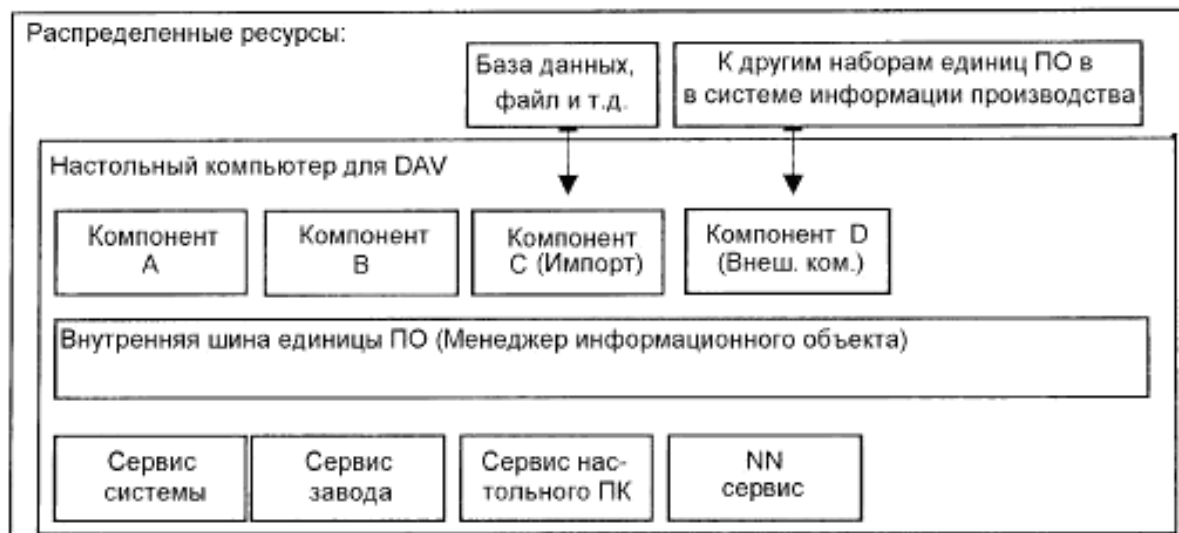 Распределенные ресурсы:
База данных,
файл и т.д.
К другим наборам единиц ПО в
в системе информации производства
Настольный компьютер для DAV
Компонент
A
Компонент
B
Компонент
C (Импорт)
Компонент D
(Внеш. ком.)
Внутренняя шина единицы ПО (Менеджер информационного объекта)
Сервис
системы
Сервис
завода
Сервис нас-
тольного ПК
NN
сервис